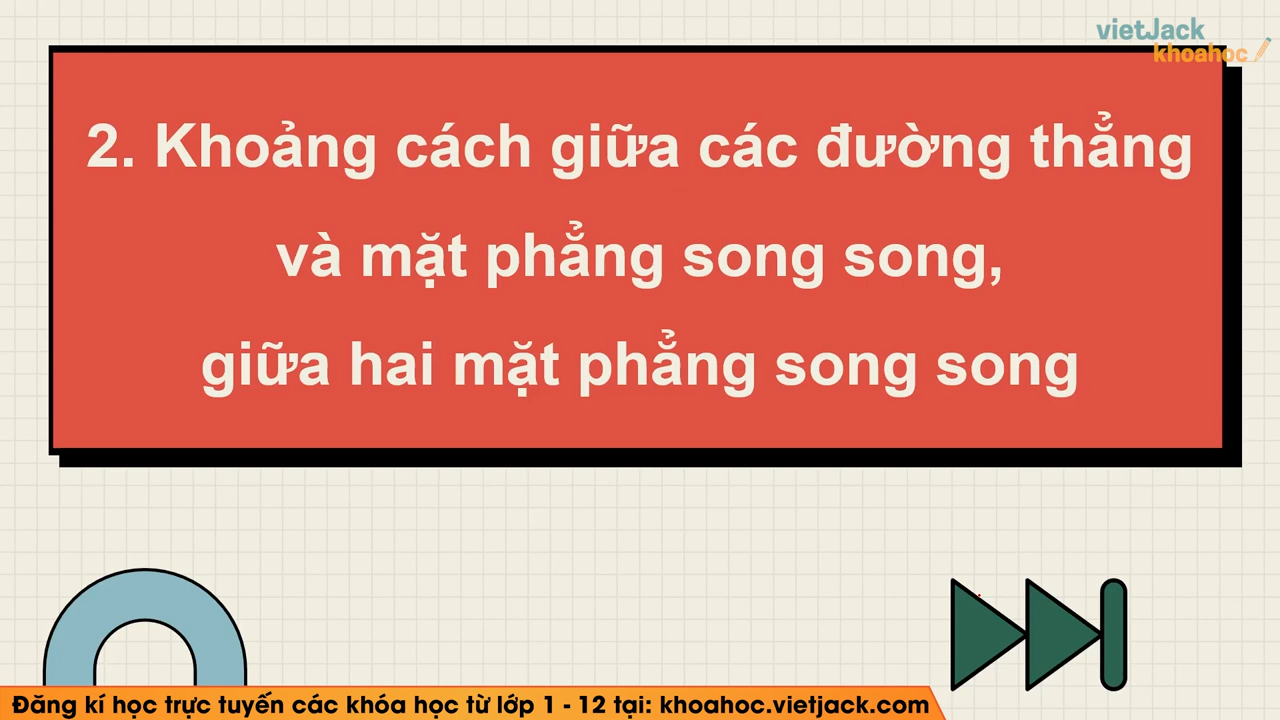 vietJack
khoahoc
2. Khoảng cách giữa các đường thẳng
và mặt phẳng song song,
giữa hai mặt phẳng song song
Đăng kí học trực tuyến các khóa học từ lớp 1 - 12 tại: khoahoc.vietjack.com